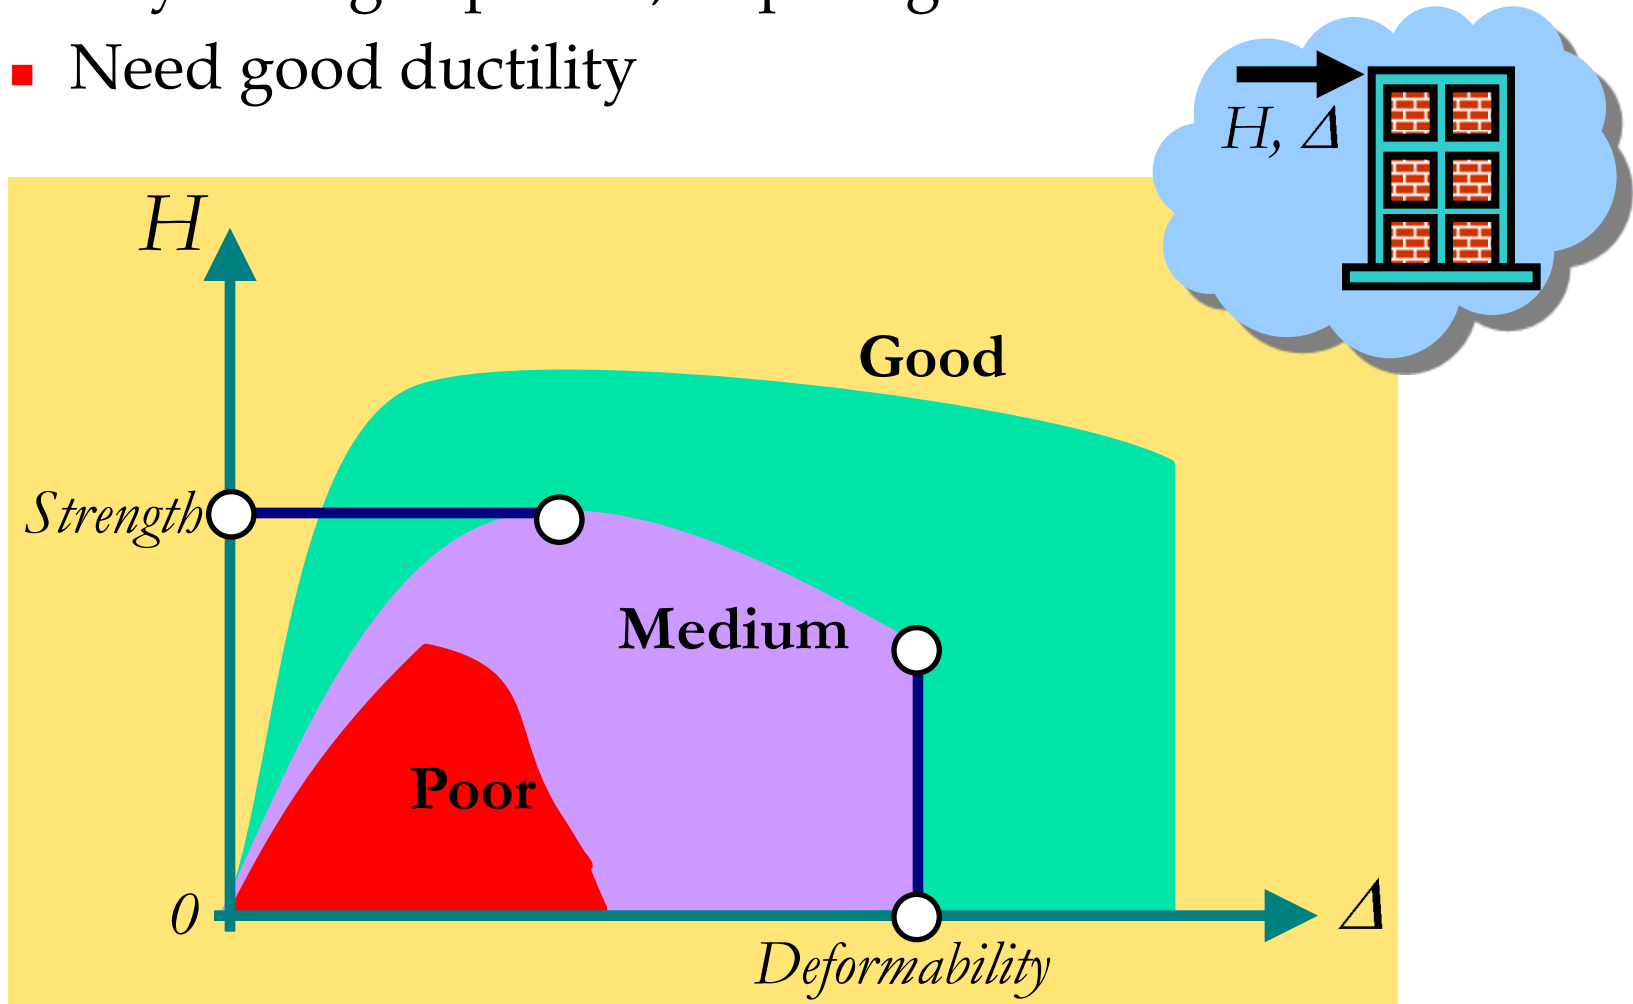 Need good ductility
H, Δ
H
Good
Strength
Medium
Poor
0
Δ
Deformability